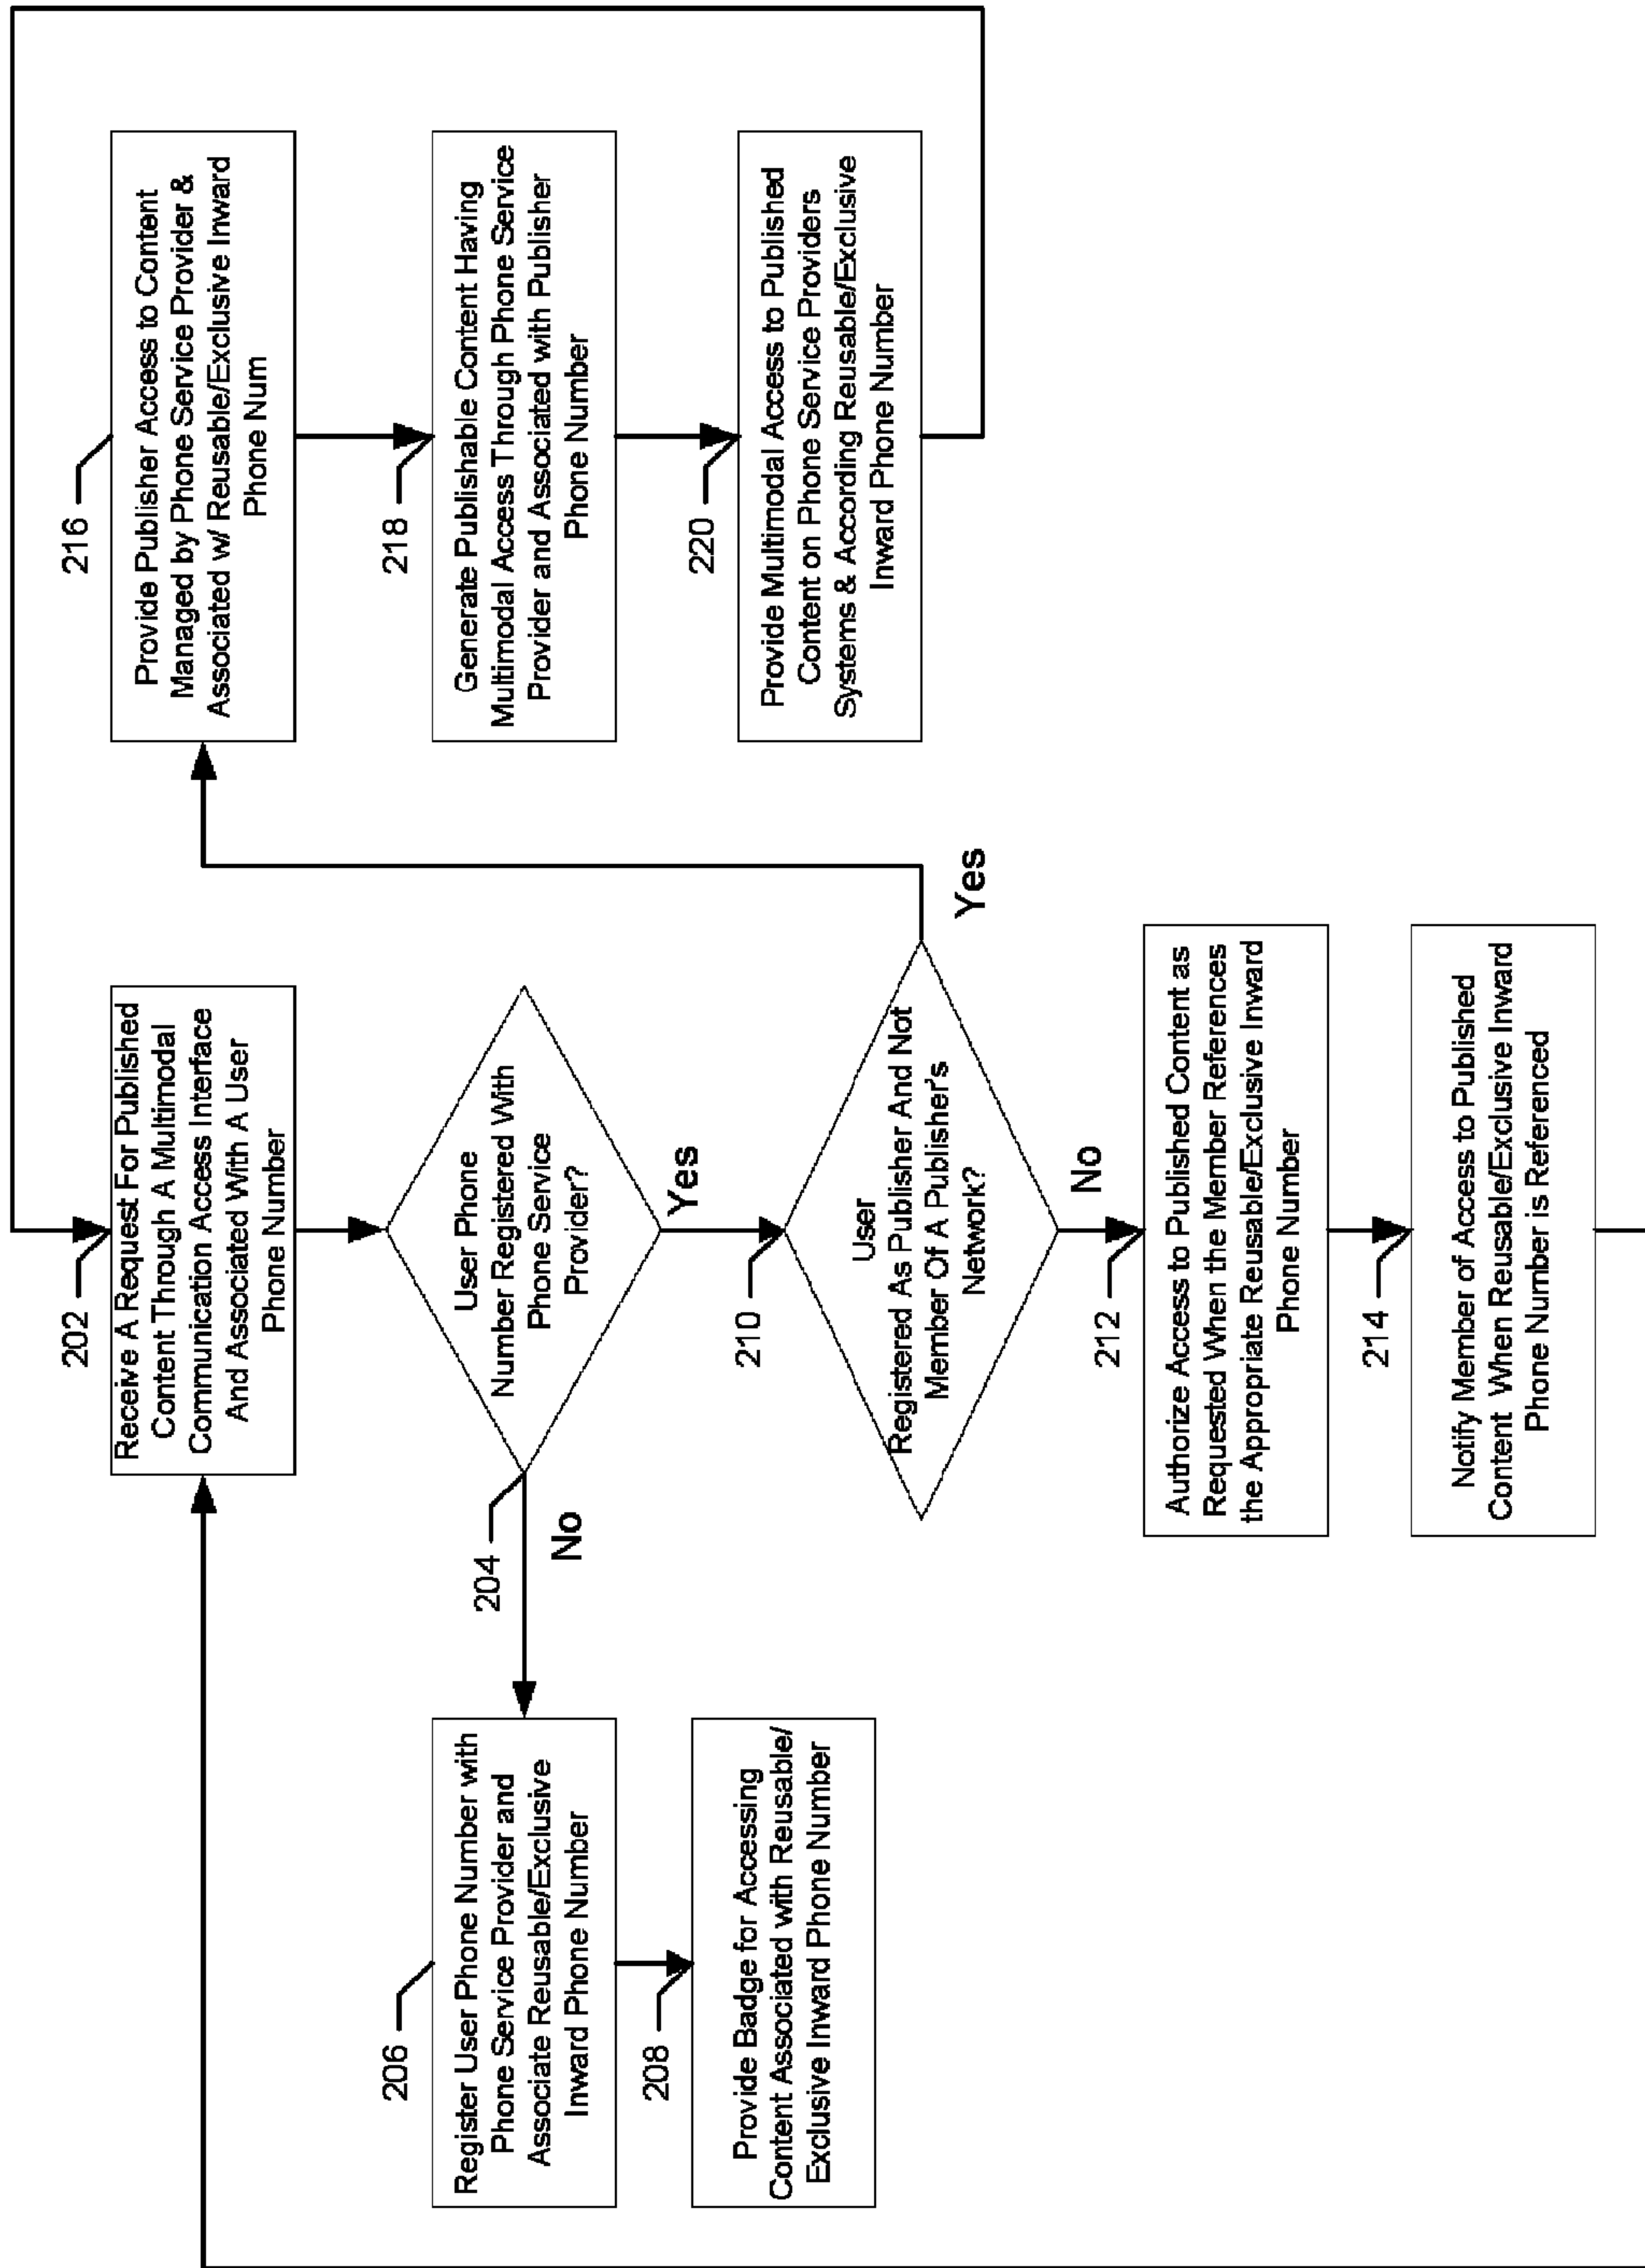 202
Receive A Request For Published
Content Through A Multimodal
Communication Access Interface
And Associated With A User
Phone Number
204
User Phone
Number Registered With
Phone Service
Provider?
No
Yes
206
Register User Phone Number with
Phone Service Provider and
Associate Reusable/Exclusive
Inward Phone Number
208
Provide Badge for Accessing
Content Associated with Reusable/
Exclusive Inward Phone Number
210
User
Registered As Publisher And Not
Member Of A Publisher's
Network?
Yes
No
212
Authorize Access to Published Content as
Requested When the Member References
the Appropriate Reusable/Exclusive Inward
Phone Number
214
Notify Member of Access to Published
Content When Reusable/Exclusive Inward
Phone Number is Referenced
216
Provide Publisher Access to Content
Managed by Phone Service Provider &
Associated w/ Reusable/Exclusive Inward
Phone Num
218
Generate Publishable Content Having
Multimodal Access Through Phone Service
Provider and Associated with Publisher
Phone Number
220
Provide Multimodal Access to Published
Content on Phone Service Providers
Systems & According Reusable/Exclusive
Inward Phone Number